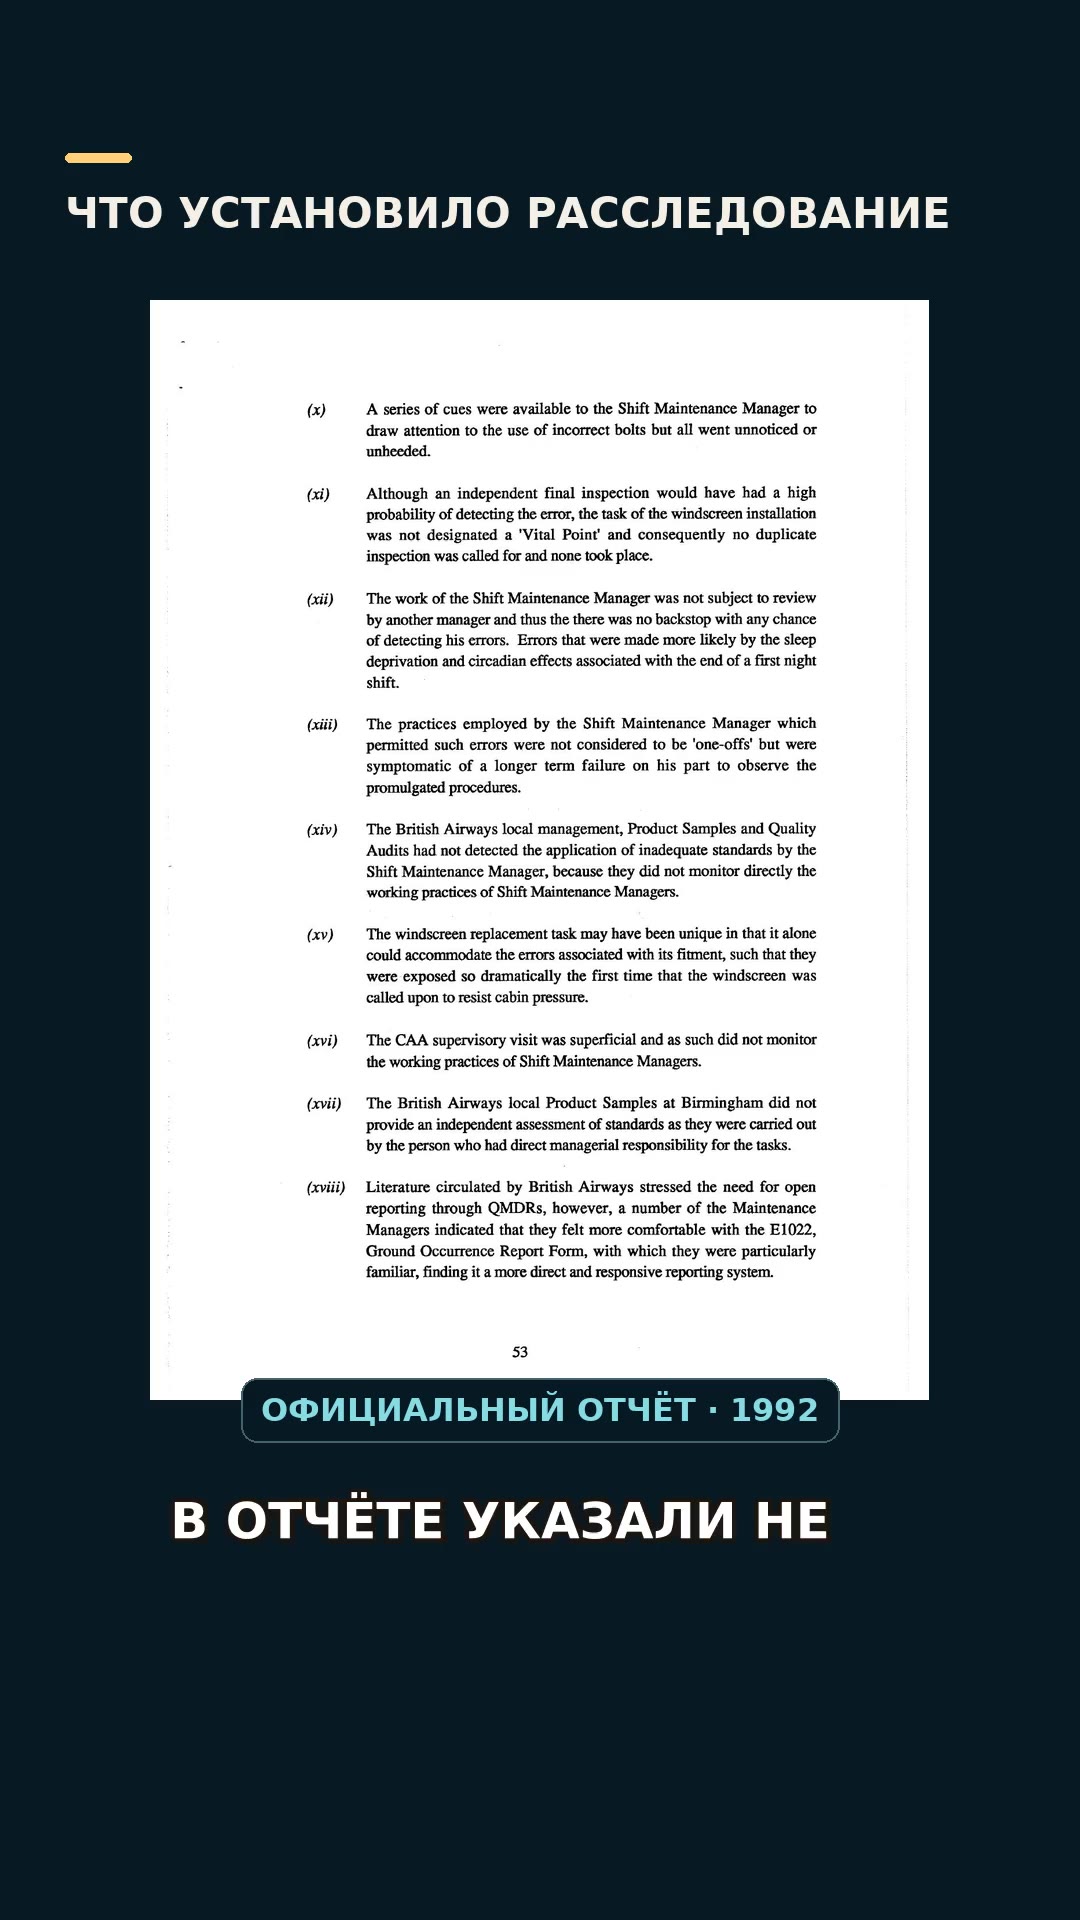 ЧТО УСТАНОВИЛО РАССЛЕДОВАНИЕ
(x) A series of cues were available to the Shift Maintenance Manager to
draw attention to the use of incorrect bolts but all went unnoticed or
unheeded.
(xi) Although an independent final inspection would have had a high
probability of detecting the error, the task of the windscreen installation
was not designated a 'Vital Point' and consequently no duplicate
inspection was called for and none took place.
(xii) The work of the Shift Maintenance Manager was not subject to review
by another manager and thus the there was no backstop with any chance
of detecting his errors. Errors that were made more likely by the sleep
deprivation and circadian effects associated with the end of a first night
shift.
(xiii) The practices employed by the Shift Maintenance Manager which
permitted such errors were not considered to be 'one-offs' but were
symptomatic of a longer term failure on his part to observe the
promulgated procedures.
(xiv) The British Airways local management, Product Samples and Quality
Audits had not detected the application of inadequate standards by the
Shift Maintenance Manager, because they did not monitor directly the
working practices of Shift Maintenance Managers.
(xv) The windscreen replacement task may have been unique in that it alone
could accommodate the errors associated with its fitment, such that they
were exposed so dramatically the first time that the windscreen was
called upon to resist cabin pressure.
(xvi) The CAA supervisory visit was superficial and as such did not monitor
the working practices of Shift Maintenance Managers.
(xvii) The British Airways local Product Samples at Birmingham did not
provide an independent assessment of standards as they were carried out
by the person who had direct managerial responsibility for the tasks.
(xviii) Literature circulated by British Airways stressed the need for open
reporting through QMDRs, however, a number of the Maintenance
Managers indicated that they felt more comfortable with the E1022,
Ground Occurrence Report Form, with which they were particularly
familiar, finding it a more direct and responsive reporting system.
53
ОФИЦИАЛЬНЫЙ ОТЧЁТ · 1992
В ОТЧЁТЕ УКАЗАЛИ НЕ